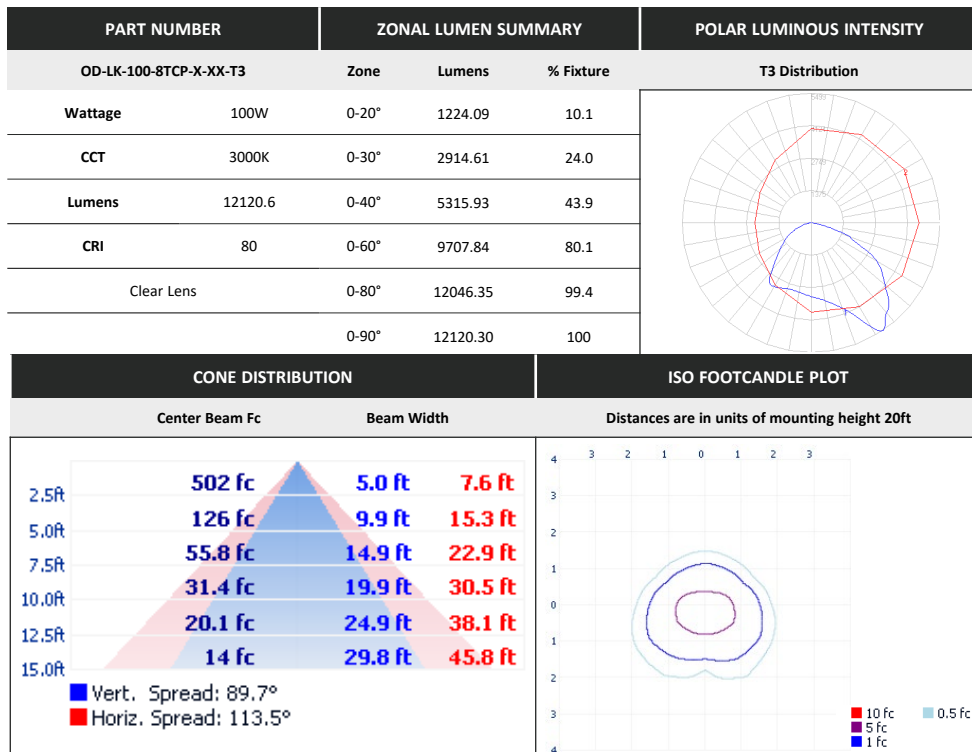 PART NUMBER
ZONAL LUMEN SUMMARY
POLAR LUMINOUS INTENSITY
OD-LK-100-8TCP-X-XX-T3
Zone Lumens % Fixture
T3 Distribution
Wattage 100W
0-20° 1224.09 10.1
CCT 3000K
0-30° 2914.61 24.0
Lumens 12120.6
0-40° 5315.93 43.9
CRI 80
0-60° 9707.84 80.1
Clear Lens
0-80° 12046.35 99.4
0-90° 12120.30 100
CONE DISTRIBUTION
ISO FOOTCANDLE PLOT
Center Beam Fc Beam Width
Distances are in units of mounting height 20ft
2.5ft 502 fc 5.0 ft 7.6 ft
5.0ft 126 fc 9.9 ft 15.3 ft
7.5ft 55.8 fc 14.9 ft 22.9 ft
10.0ft 31.4 fc 19.9 ft 30.5 ft
12.5ft 20.1 fc 24.9 ft 38.1 ft
15.0ft 14 fc 29.8 ft 45.8 ft
Vert. Spread: 89.7°
Horiz. Spread: 113.5°
3 2 1 0 1 2 3
4
3
2
1
0
1
2
3
4
10 fc 0.5 fc
5 fc
1 fc